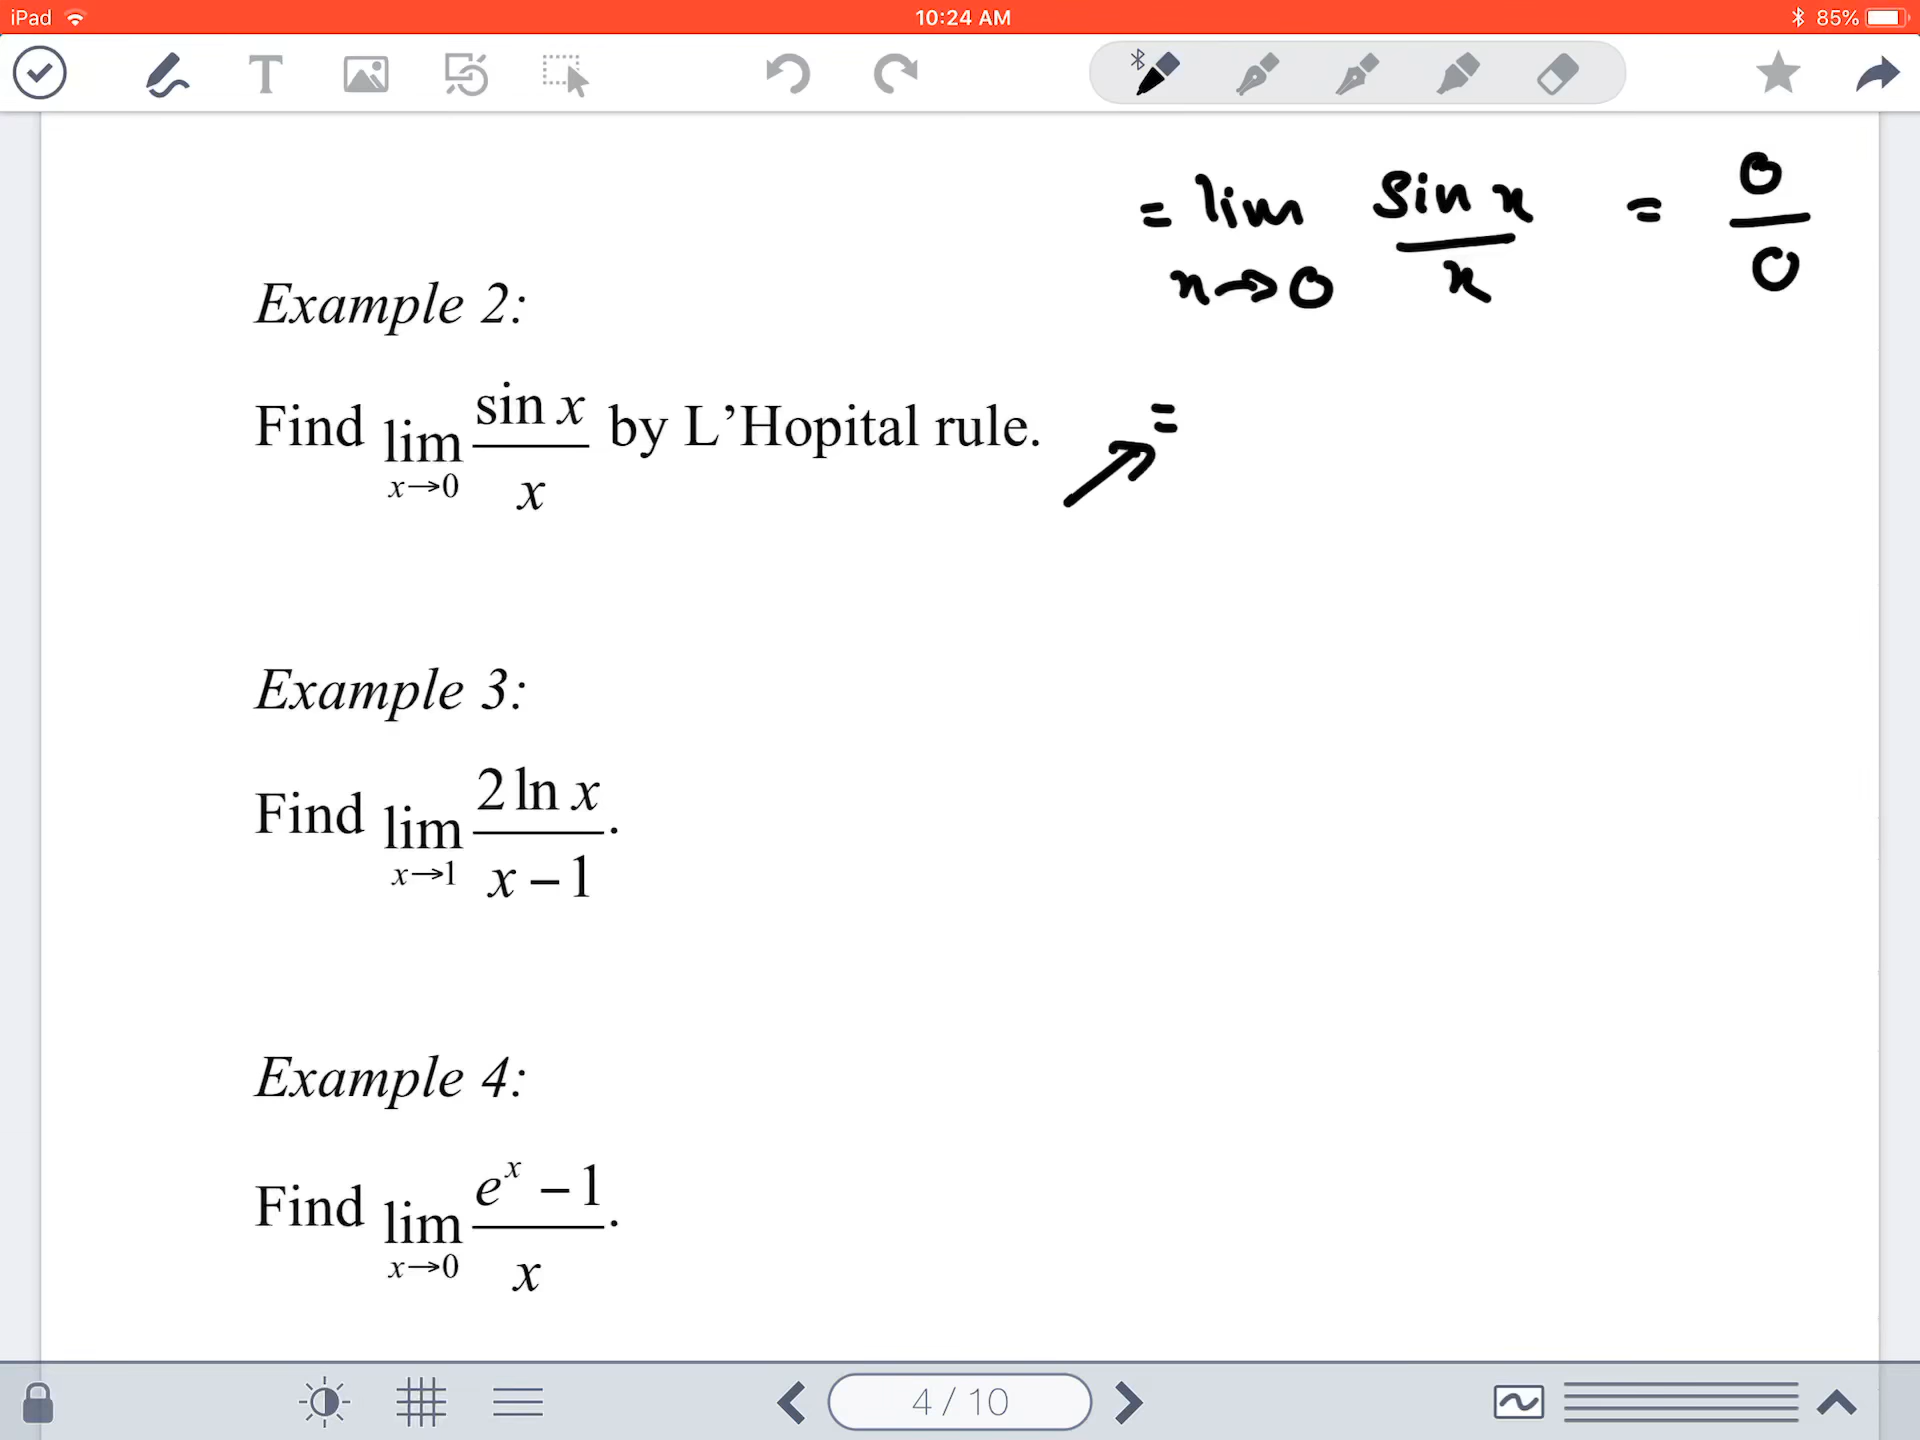 iPad 10:24 AM 85%
= lim sin x = 0
x→0 x 0
Example 2:
Find lim sin x by L’Hopital rule. =
x→0 x
Example 3:
Find lim 2 ln x .
x→1 x − 1
Example 4:
Find lim e^x − 1 .
x→0 x
4 / 10